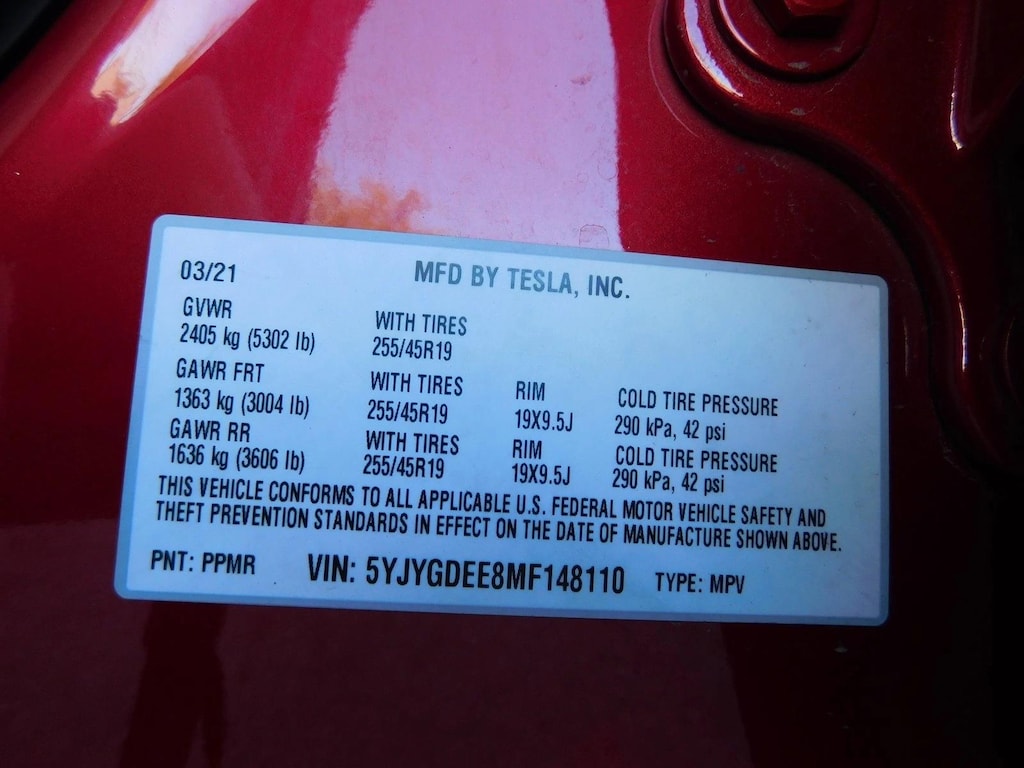 03/21 MFD BY TESLA, INC.
GVWR WITH TIRES
2405 kg (5302 lb) 255/45R19
GAWR FRT WITH TIRES RIM COLD TIRE PRESSURE
1363 kg (3004 lb) 255/45R19 19X9.5J 290 kPa, 42 psi
GAWR RR WITH TIRES RIM COLD TIRE PRESSURE
1636 kg (3606 lb) 255/45R19 19X9.5J 290 kPa, 42 psi
THIS VEHICLE CONFORMS TO ALL APPLICABLE U.S. FEDERAL MOTOR VEHICLE SAFETY AND
THEFT PREVENTION STANDARDS IN EFFECT ON THE DATE OF MANUFACTURE SHOWN ABOVE.
PNT: PPMR VIN: 5YJYGDEE8MF148110 TYPE: MPV